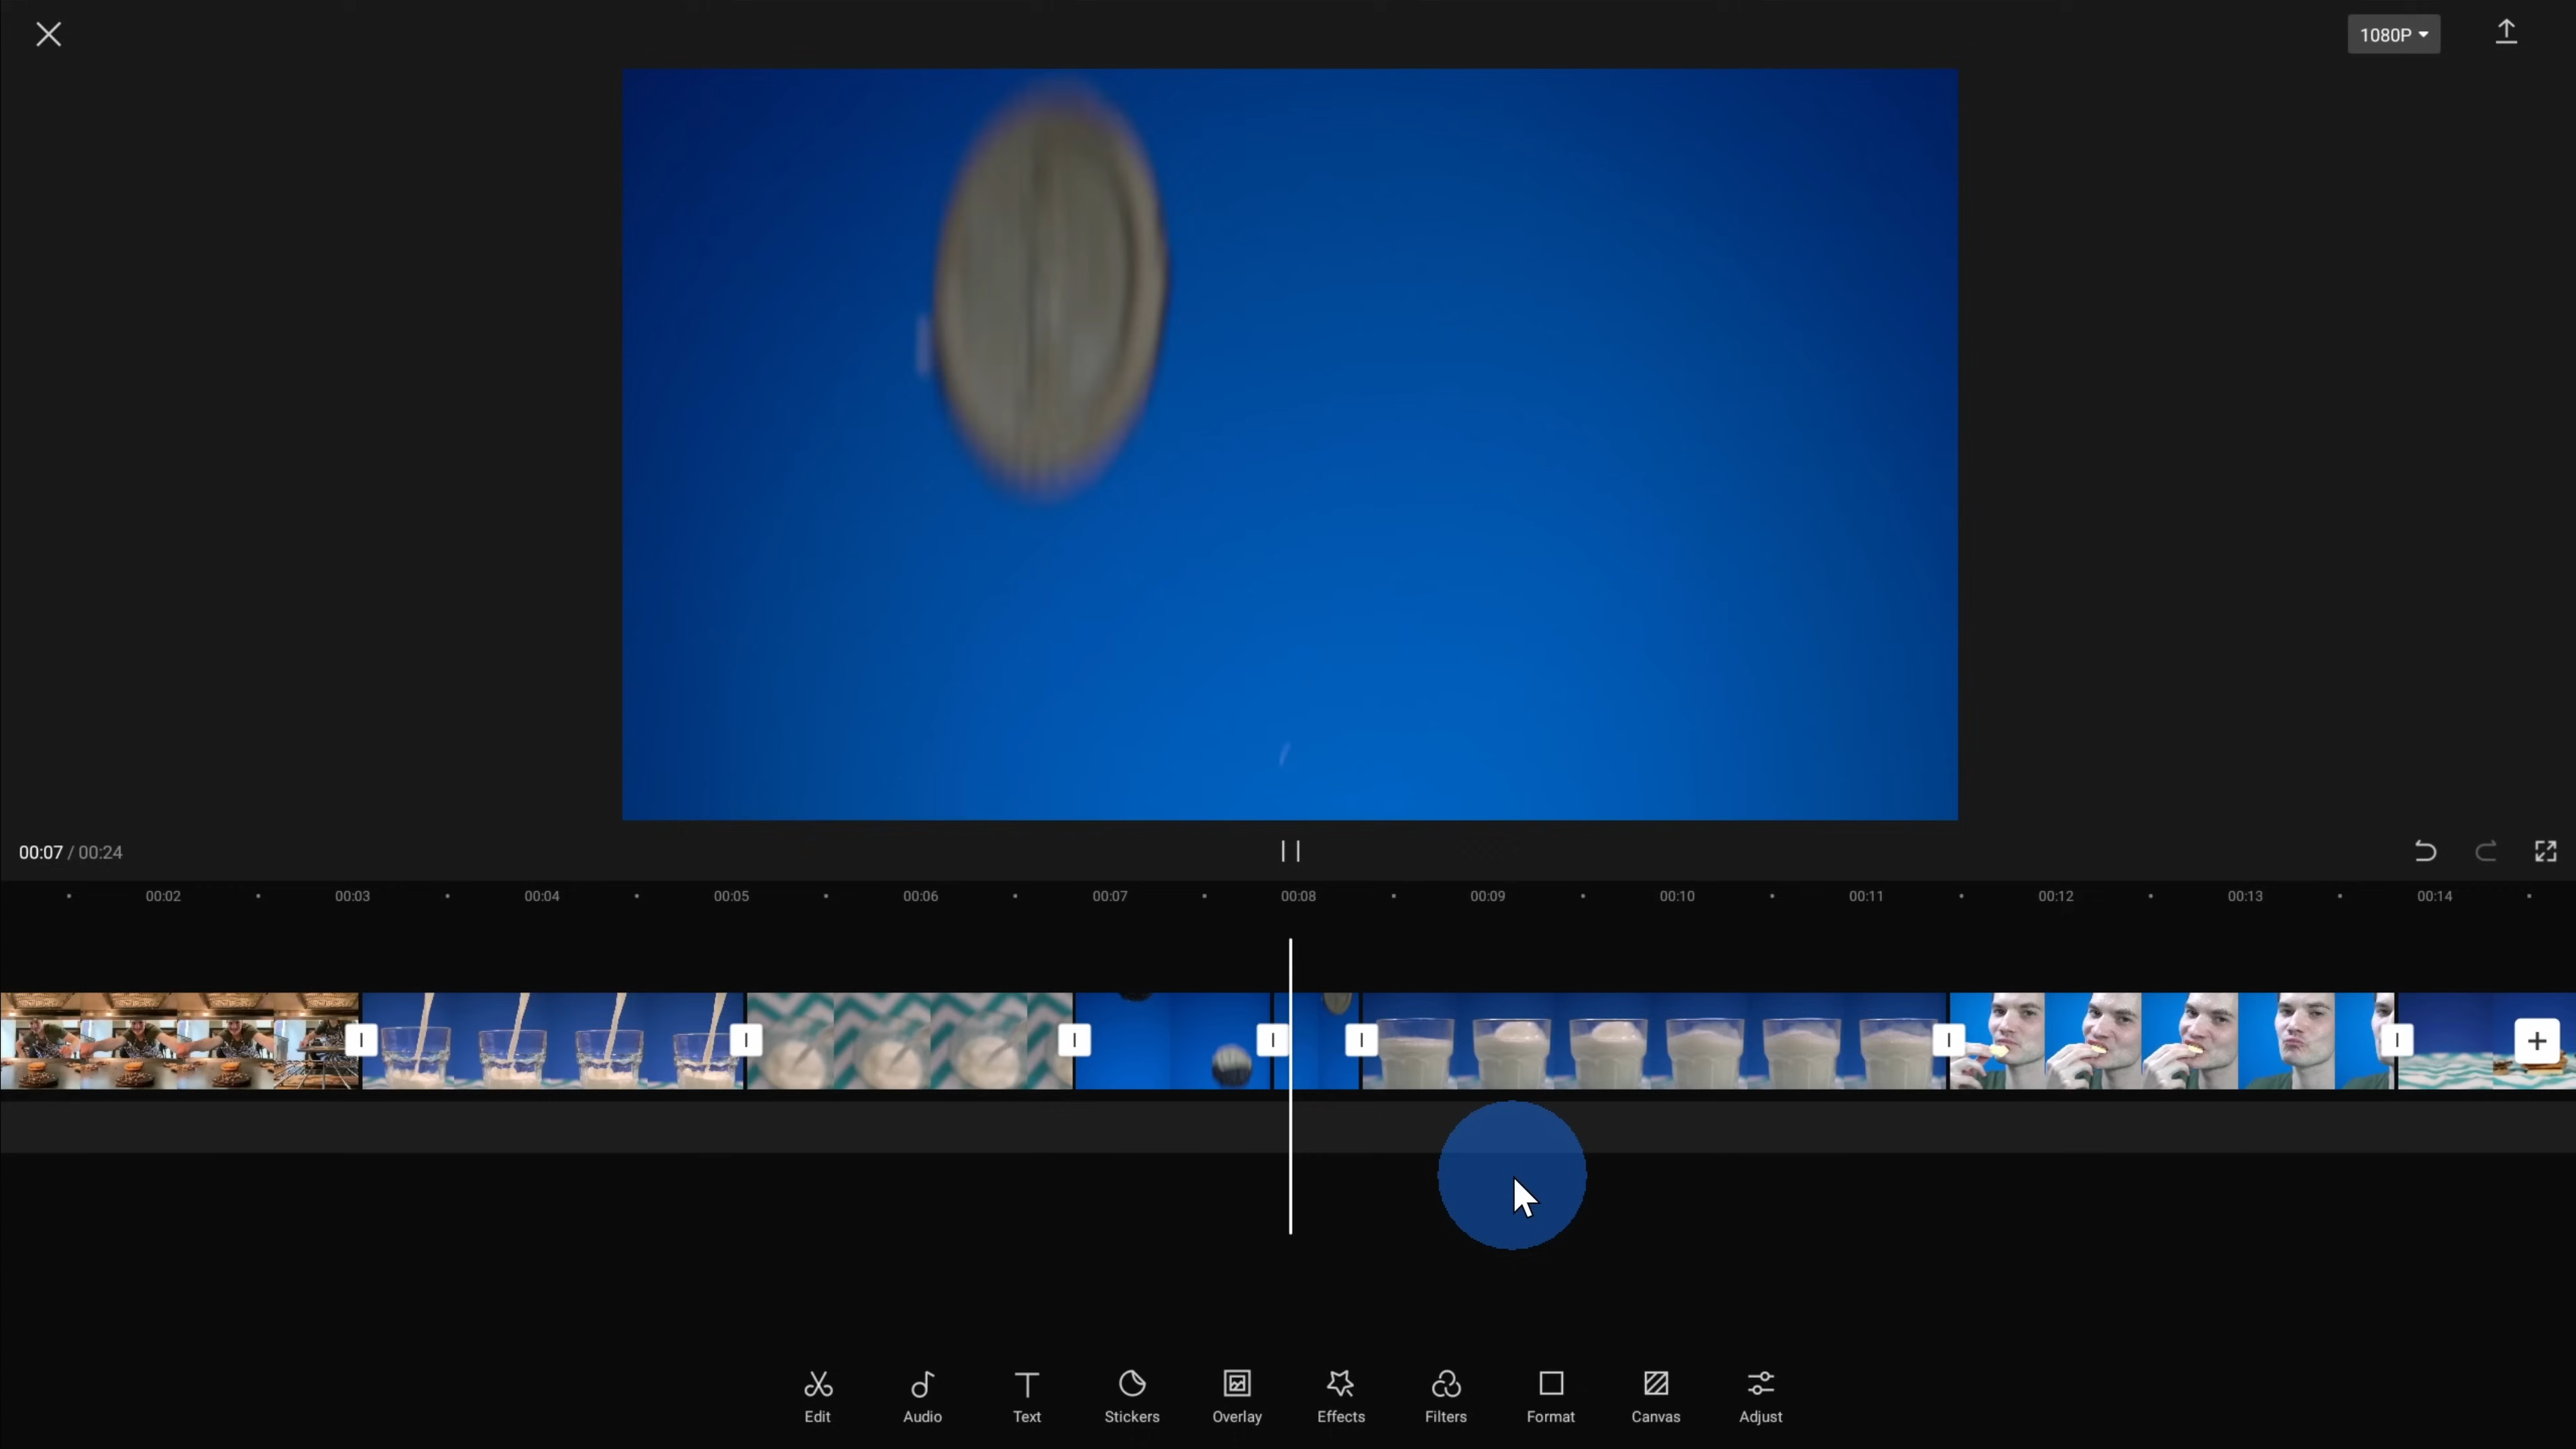 1080P
00:07 / 00:24
00:02 00:03 00:04 00:05 00:06 00:07 00:08 00:09 00:10 00:11 00:12 00:13 00:14
Edit Audio Text Stickers Overlay Effects Filters Format Canvas Adjust